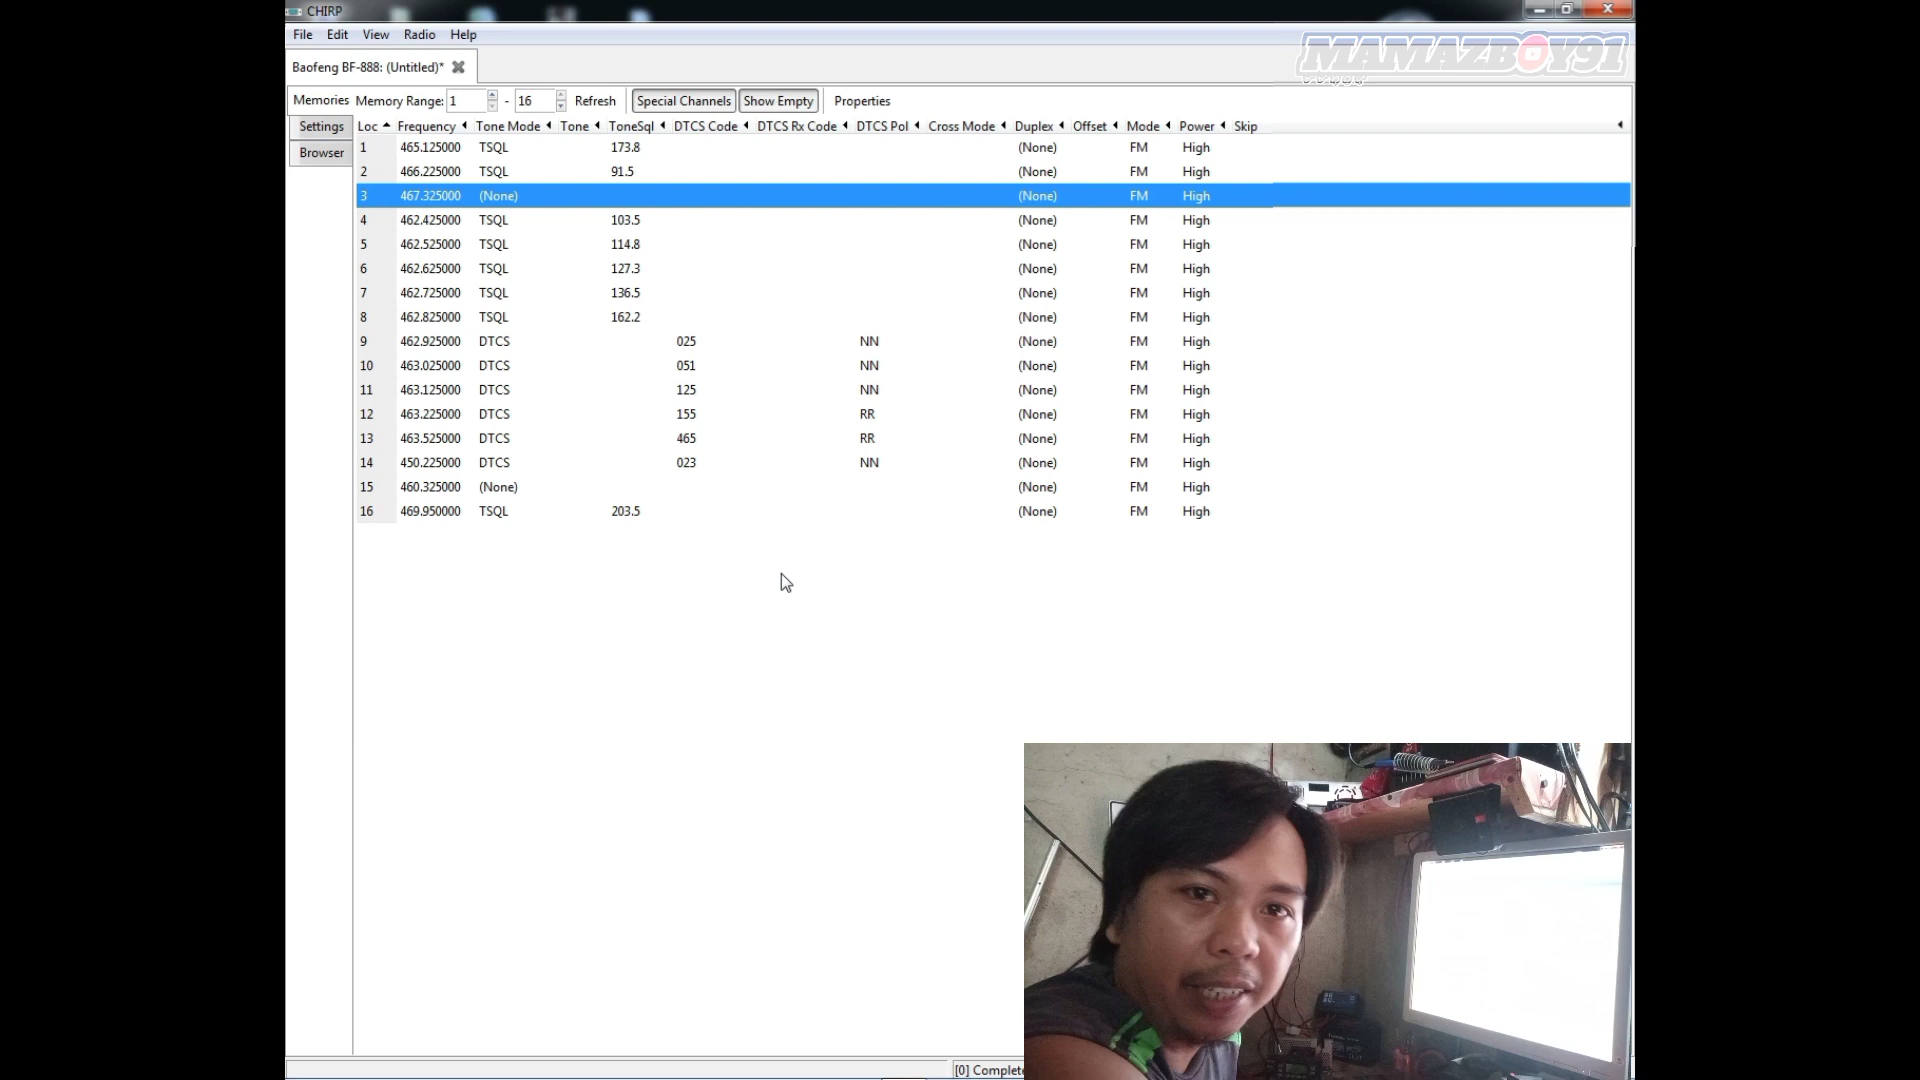 CHIRP
File Edit View Radio Help
MAMAZBOY91
Baofeng BF-888: (Untitled)*
Memories Memory Range: 1 - 16 Refresh Special Channels Show Empty Properties
Settings
Browser
Loc Frequency Tone Mode Tone ToneSql DTCS Code DTCS Rx Code DTCS Pol Cross Mode Duplex Offset Mode Power Skip
1 465.125000 TSQL 173.8 (None) FM High
2 466.225000 TSQL 91.5 (None) FM High
3 467.325000 (None) (None) FM High
4 462.425000 TSQL 103.5 (None) FM High
5 462.525000 TSQL 114.8 (None) FM High
6 462.625000 TSQL 127.3 (None) FM High
7 462.725000 TSQL 136.5 (None) FM High
8 462.825000 TSQL 162.2 (None) FM High
9 462.925000 DTCS 025 NN (None) FM High
10 463.025000 DTCS 051 NN (None) FM High
11 463.125000 DTCS 125 NN (None) FM High
12 463.225000 DTCS 155 RR (None) FM High
13 463.525000 DTCS 465 RR (None) FM High
14 450.225000 DTCS 023 NN (None) FM High
15 460.325000 (None) (None) FM High
16 469.950000 TSQL 203.5 (None) FM High
[0] Complete